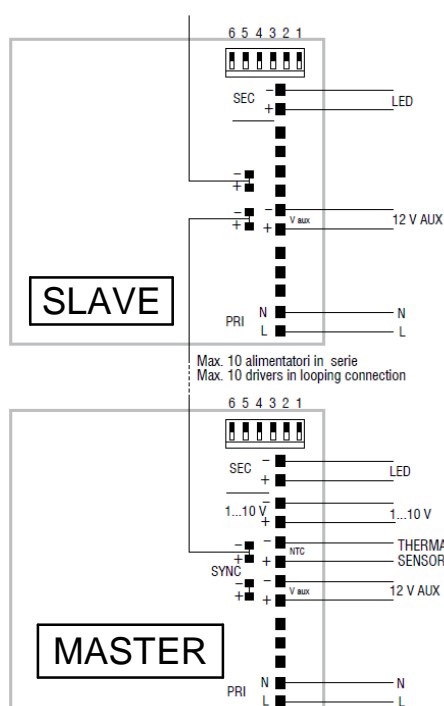 6 5 4 3 2 1
SEC
−
+
LED
−
+
−
+
−
+
V aux
12 V AUX
SLAVE
PRI
N
L
N
L
Max. 10 alimentatori in serie
Max. 10 drivers in looping connection
6 5 4 3 2 1
SEC
−
+
LED
1...10 V
−
+
1...10 V
−
+
SYNC
−
+
NTC
THERMA
SENSOR
−
+
−
+
V aux
12 V AUX
MASTER
PRI
N
L
N
L